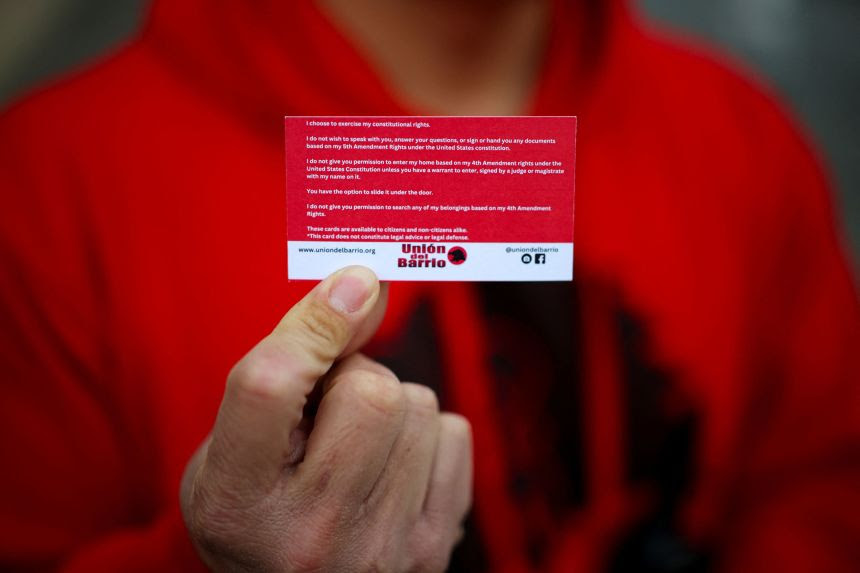 I choose to exercise my constitutional rights.
I do not wish to speak with you, answer your questions, or sign or hand you any documents
based on my 5th Amendment Rights under the United States constitution.
I do not give you permission to enter my home based on my 4th Amendment rights under the
United States Constitution unless you have a warrant to enter, signed by a judge or magistrate
with my name on it.
You have the option to slide it under the door.
I do not give you permission to search any of my belongings based on my 4th Amendment
Rights.
These cards are available to citizens and non-citizens alike.
*This card does not constitute legal advice or legal defense.
www.uniondelbarrio.org
Unión
del
Barrio
@uniondelbarrio